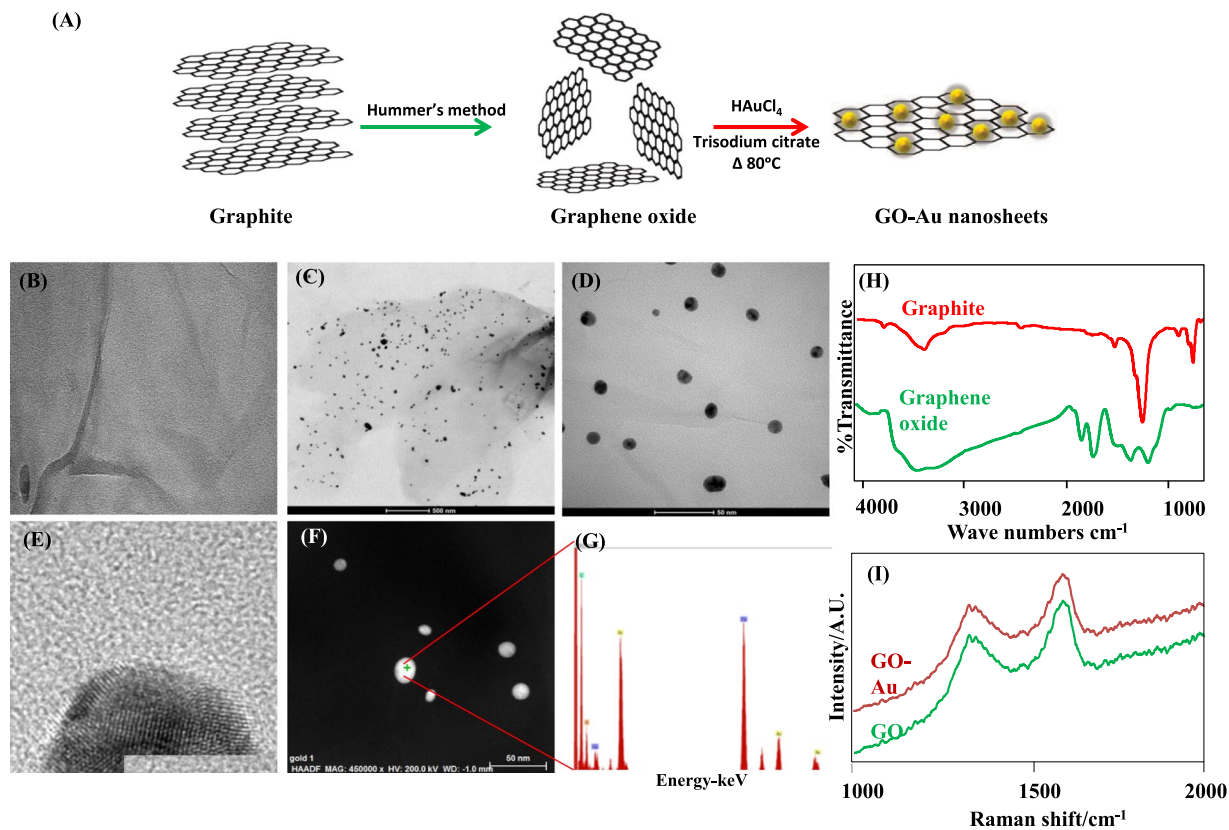 (A)
Hummer's method
HAuCl₄
Trisodium citrate
Δ 80°C
Graphite
Graphene oxide
GO-Au nanosheets
(B)
(C)
500 nm
(D)
50 nm
(H)
%Transmittance
Graphite
Graphene
oxide
4000
3000
2000
1000
Wave numbers cm⁻¹
(E)
(F)
gold 1
HAADF MAG: 450000 x HV: 200.0 kV WD: -1.0 mm
50 nm
(G)
Energy-keV
(I)
Intensity/A.U.
GO-
Au
GO
1000
1500
2000
Raman shift/cm⁻¹